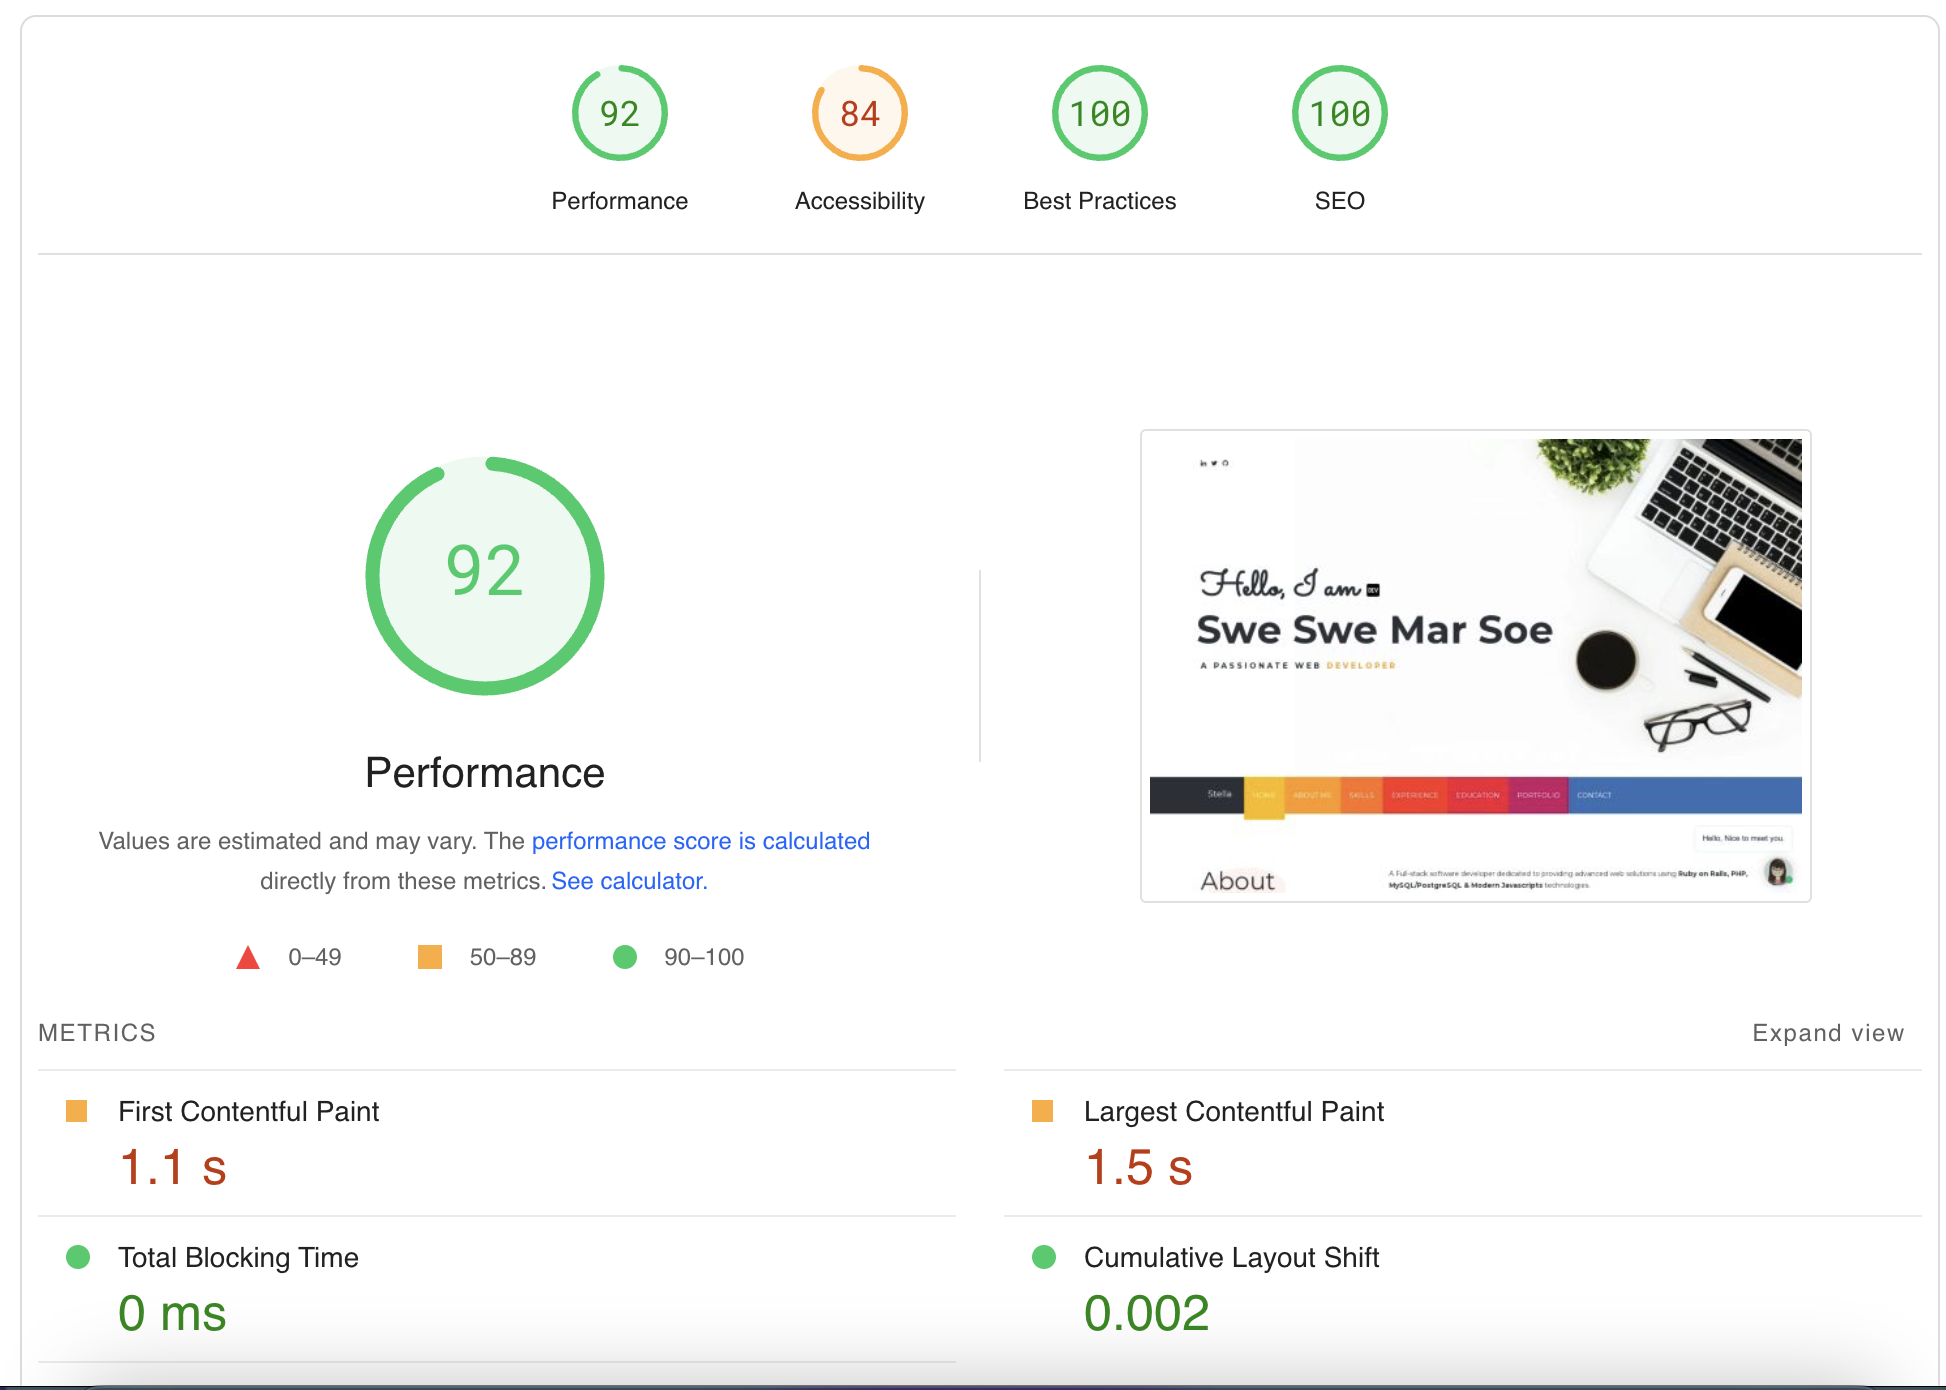 92
84
100
100
Performance
Accessibility
Best Practices
SEO
92
Performance
Values are estimated and may vary. The performance score is calculated
directly from these metrics. See calculator.
0–49
50–89
90–100
in
Hello, I am DEV
Swe Swe Mar Soe
A PASSIONATE WEB DEVELOPER
Stella
HOME
ABOUT ME
SKILLS
EXPERIENCE
EDUCATION
PORTFOLIO
CONTACT
Hello, Nice to meet you.
About
A Full-stack software developer dedicated to providing advanced web solutions using Ruby on Rails, PHP,
MySQL/PostgreSQL & Modern Javascripts technologies.
METRICS
Expand view
First Contentful Paint
1.1 s
Largest Contentful Paint
1.5 s
Total Blocking Time
0 ms
Cumulative Layout Shift
0.002